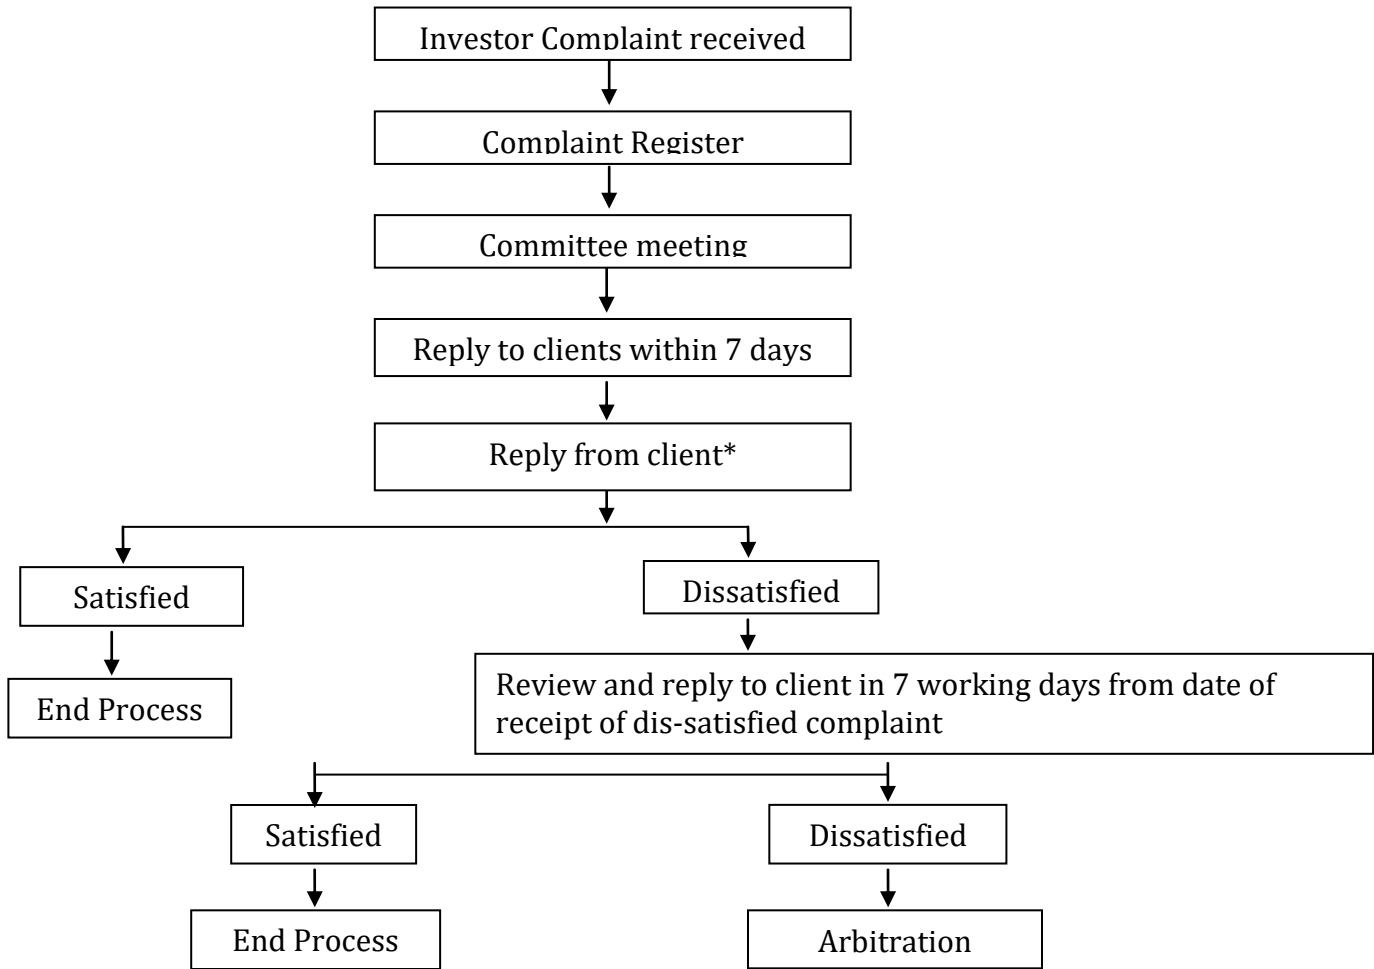 Investor Complaint received
Complaint Register
Committee meeting
Reply to clients within 7 days
Reply from client*
Satisfied
Dissatisfied
End Process
Review and reply to client in 7 working days from date of
receipt of dis-satisfied complaint
Satisfied
Dissatisfied
End Process
Arbitration